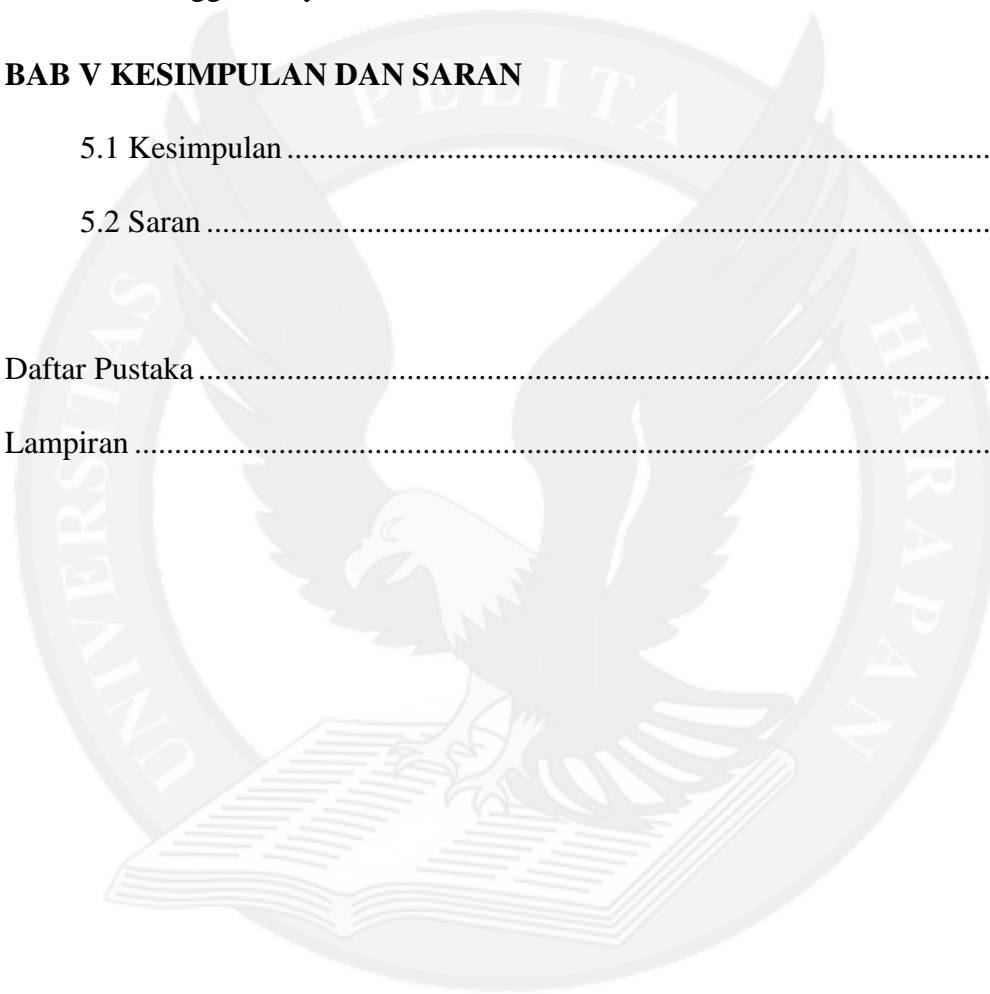 BAB V KESIMPULAN DAN SARAN
5.1 Kesimpulan ........................................................................................
5.2 Saran ..................................................................................................
Daftar Pustaka ...................................................................................................
Lampiran ...........................................................................................................
UNIVERSITAS PELITA HARAPAN